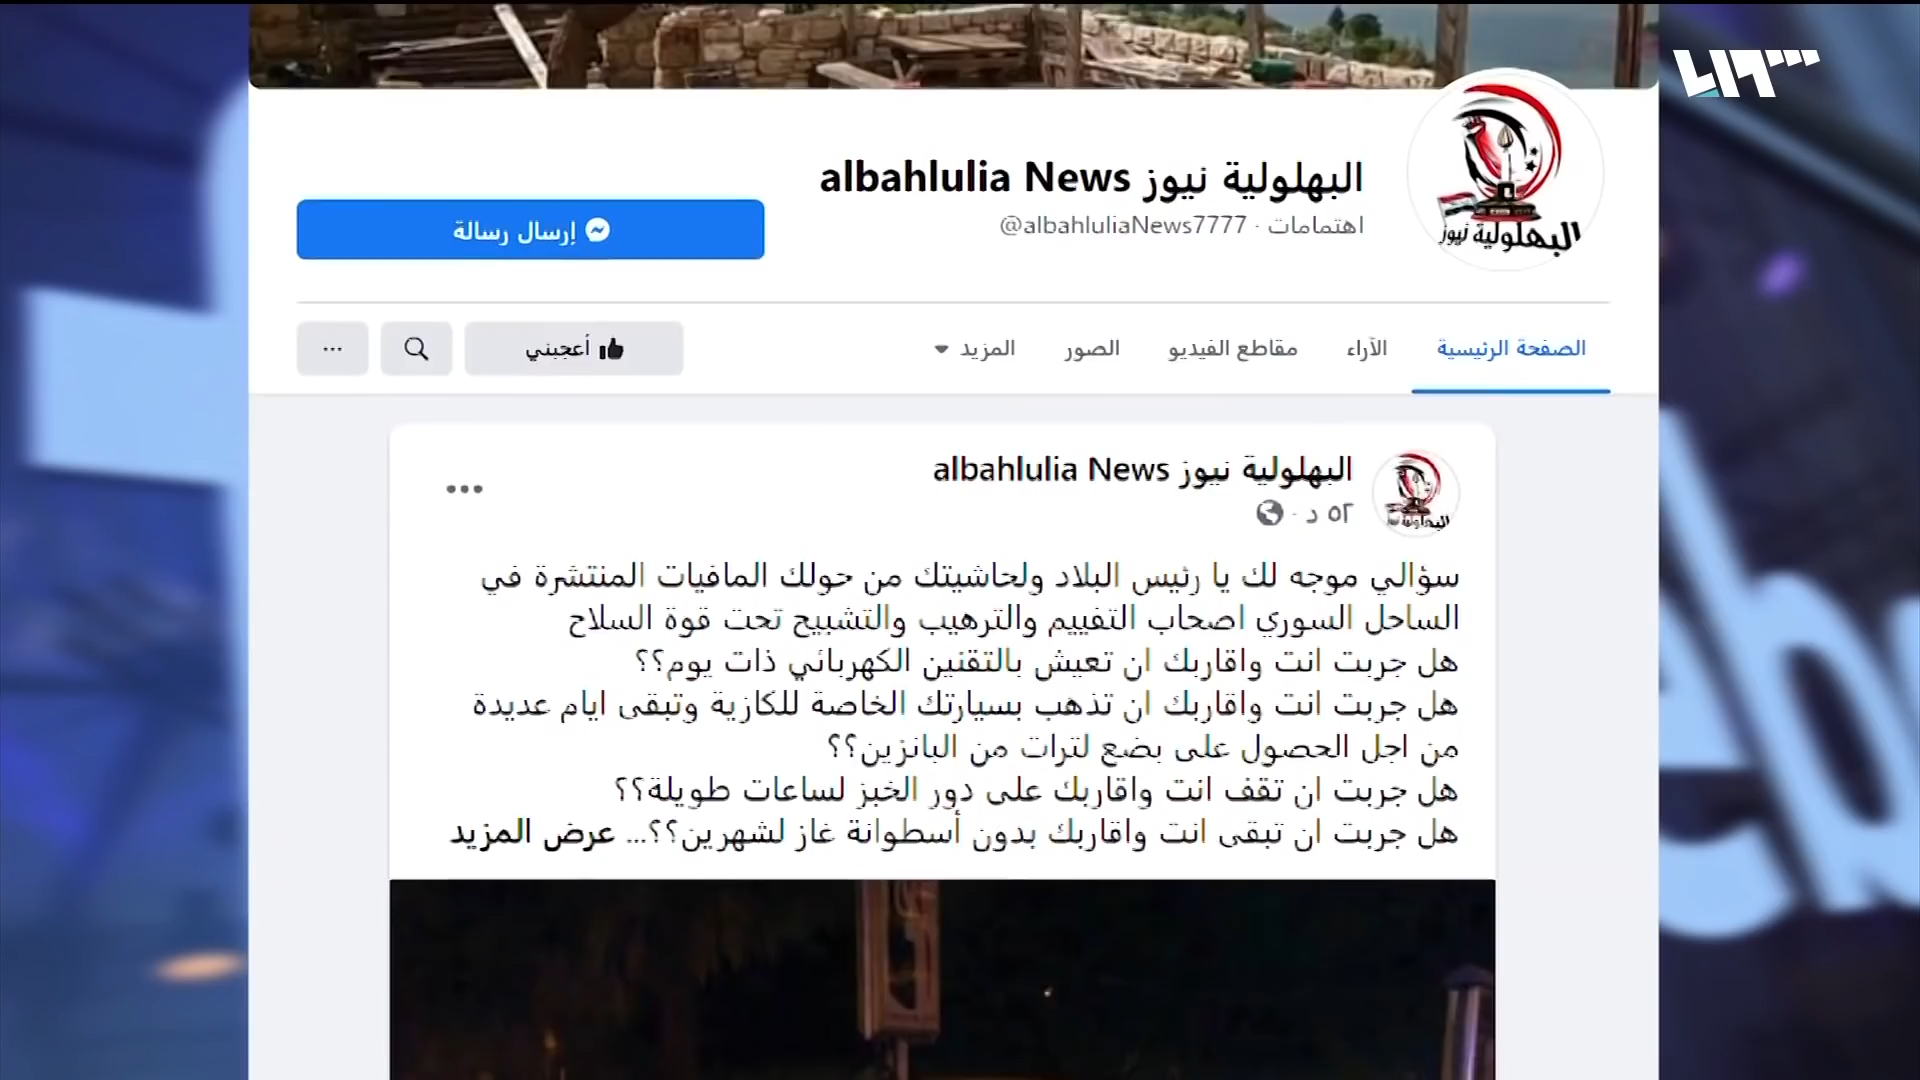 البهلولية نيوز albahlulia News
اهتمامات · @albahluliaNews7777
البهلولية نيوز
إرسال رسالة
الصفحة الرئيسية
الآراء
مقاطع الفيديو
الصور
المزيد
أعجبني
البهلولية نيوز albahlulia News
٥٢ د ·
البهلولية نيوز
سؤالي موجه لك يا رئيس البلاد ولحاشيتك من حولك المافيات المنتشرة في
الساحل السوري اصحاب التفييم والترهيب والتشبيح تحت قوة السلاح
هل جربت انت واقاربك ان تعيش بالتقنين الكهربائي ذات يوم؟؟
هل جربت انت واقاربك ان تذهب بسيارتك الخاصة للكازية وتبقى ايام عديدة
من اجل الحصول على بضع لترات من البانزين؟؟
هل جربت ان تقف انت واقاربك على دور الخبز لساعات طويلة؟؟
هل جربت ان تبقى انت واقاربك بدون أسطوانة غاز لشهرين؟؟... عرض المزيد